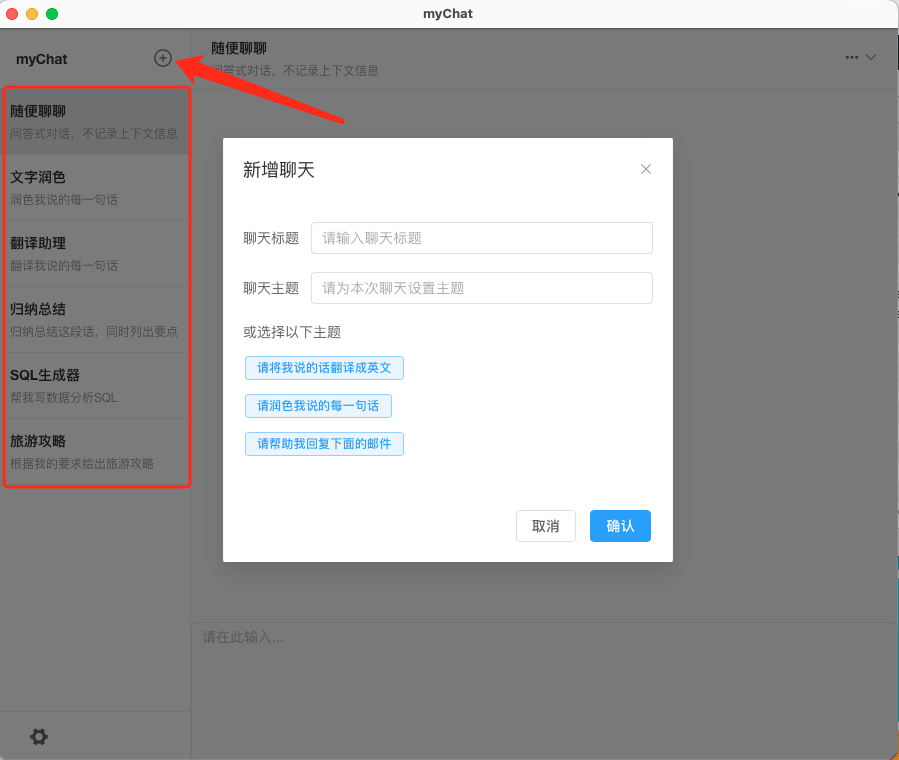 myChat
myChat
随便聊聊
问答式对话，不记录上下文信息
文字润色
润色我说的每一句话
翻译助理
翻译我说的每一句话
归纳总结
归纳总结这段话，同时列出要点
SQL生成器
帮我写数据分析SQL
旅游攻略
根据我的要求给出旅游攻略
随便聊聊
问答式对话，不记录上下文信息
新增聊天
聊天标题 请输入聊天标题
聊天主题 请为本次聊天设置主题
或选择以下主题
请将我说的话翻译成英文
请润色我说的每一句话
请帮助我回复下面的邮件
取消 确认
请在此输入...